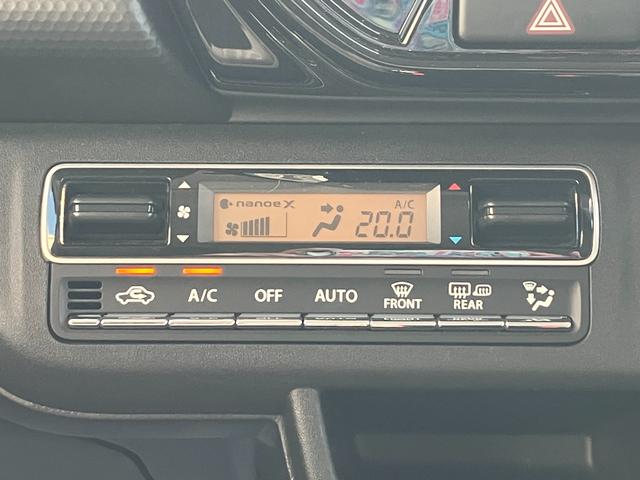 nanoe X
A/C
20.0
A/C OFF AUTO FRONT REAR